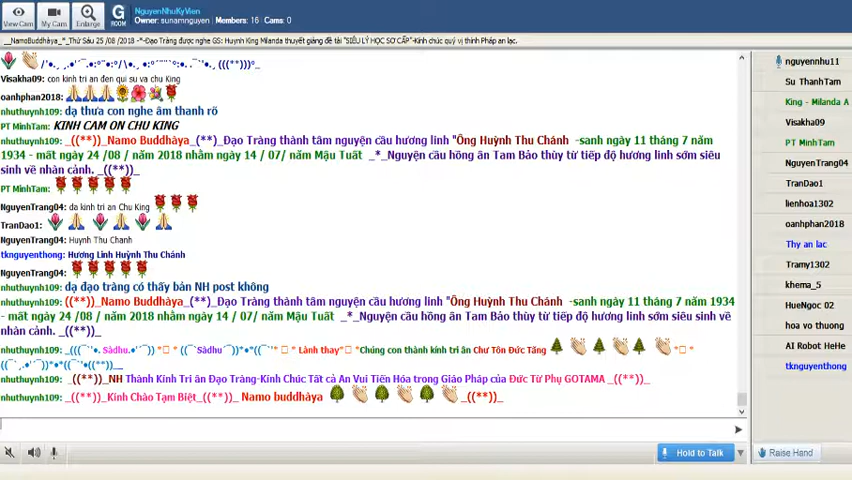 View Cam
My Cam
Enlarge
G
ROOM
NguyenNhuKyVien
Owner: sunamnguyen | Members: 16 | Cams: 0
__NamoBuddhàya_*_Thứ Sáu 25 /08 /2018 -*-Đạo Tràng được nghe GS: Huynh King Milanda thuyết giảng đề tài "SIÊU LÝ HỌC SƠ CẤP"-Kính chúc quý vị thính Pháp an lạc.
Visakha09: con kinh tri an đen qui su va chu King
oanhphan2018:
nhuthuynh109: dạ thưa con nghe âm thanh rõ
PT MinhTam: KINH CAM ON CHU KING
nhuthuynh109: _((**)_ Namo Buddhàya_(**)_Đạo Tràng thành tâm nguyện cầu hương linh "Ông Huỳnh Thu Chánh -sanh ngày 11 tháng 7 năm
1934 - mất ngày 24 /08 / năm 2018 nhằm ngày 14 / 07/ năm Mậu Tuất _*_Nguyện cầu hồng ân Tam Bảo thùy từ tiếp độ hương linh sớm siêu
sinh về nhàn cảnh. _((**))_
PT MinhTam:
NguyenTrang04: da kinh tri an Chu King
TranDao1:
NguyenTrang04: Huynh Thu Chanh
tknguyenthong: Hương Linh Huỳnh Thu Chánh
NguyenTrang04:
nhuthuynh109: dạ đạo tràng có thấy bản NH post không
nhuthuynh109: ((**)_ Namo Buddhàya_(**)_Đạo Tràng thành tâm nguyện cầu hương linh "Ông Huỳnh Thu Chánh -sanh ngày 11 tháng 7 năm 1934
- mất ngày 24 /08 / năm 2018 nhằm ngày 14 / 07/ năm Mậu Tuất _*_Nguyện cầu hồng ân Tam Bảo thùy từ tiếp độ hương linh sớm siêu sinh về
nhàn cảnh. _((**))_
nhuthuynh109: Sàdhu. Sàdhu Lành thay Chúng con thành kính tri ân Chư Tôn Đức Tăng
nhuthuynh109: _((**))_NH Thành Kính Tri ân Đạo Tràng-Kính Chúc Tất cả An Vui Tiến Hóa trong Giáo Pháp của Đức Từ Phụ GOTAMA _((**))_
nhuthuynh109: _((**))_Kính Chào Tạm Biệt_((**))_ Namo buddhàya _((**))_
nguyennhu11
Su ThanhTam
King - Milanda A
Visakha09
PT MinhTam
NguyenTrang04
TranDao1
lienhoa1302
oanhphan2018
Thy an lac
Tramy1302
khema_5
HueNgoc 02
hoa vo thuong
AI Robot HeHe
tknguyenthong
Hold to Talk
Raise Hand